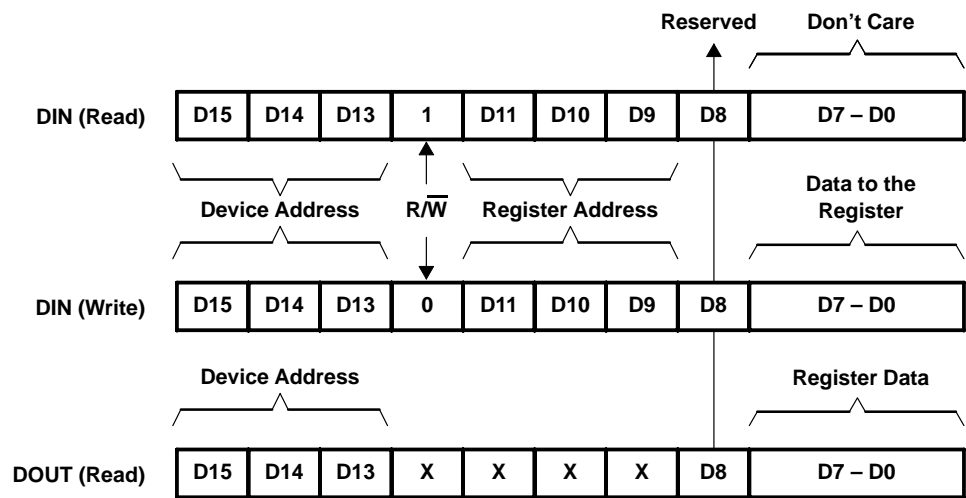 Reserved Don't Care
DIN (Read) D15 D14 D13 1 D11 D10 D9 D8 D7 – D0
Device Address R/W̅ Register Address Data to the
Register
DIN (Write) D15 D14 D13 0 D11 D10 D9 D8 D7 – D0
Device Address Register Data
DOUT (Read) D15 D14 D13 X X X X D8 D7 – D0